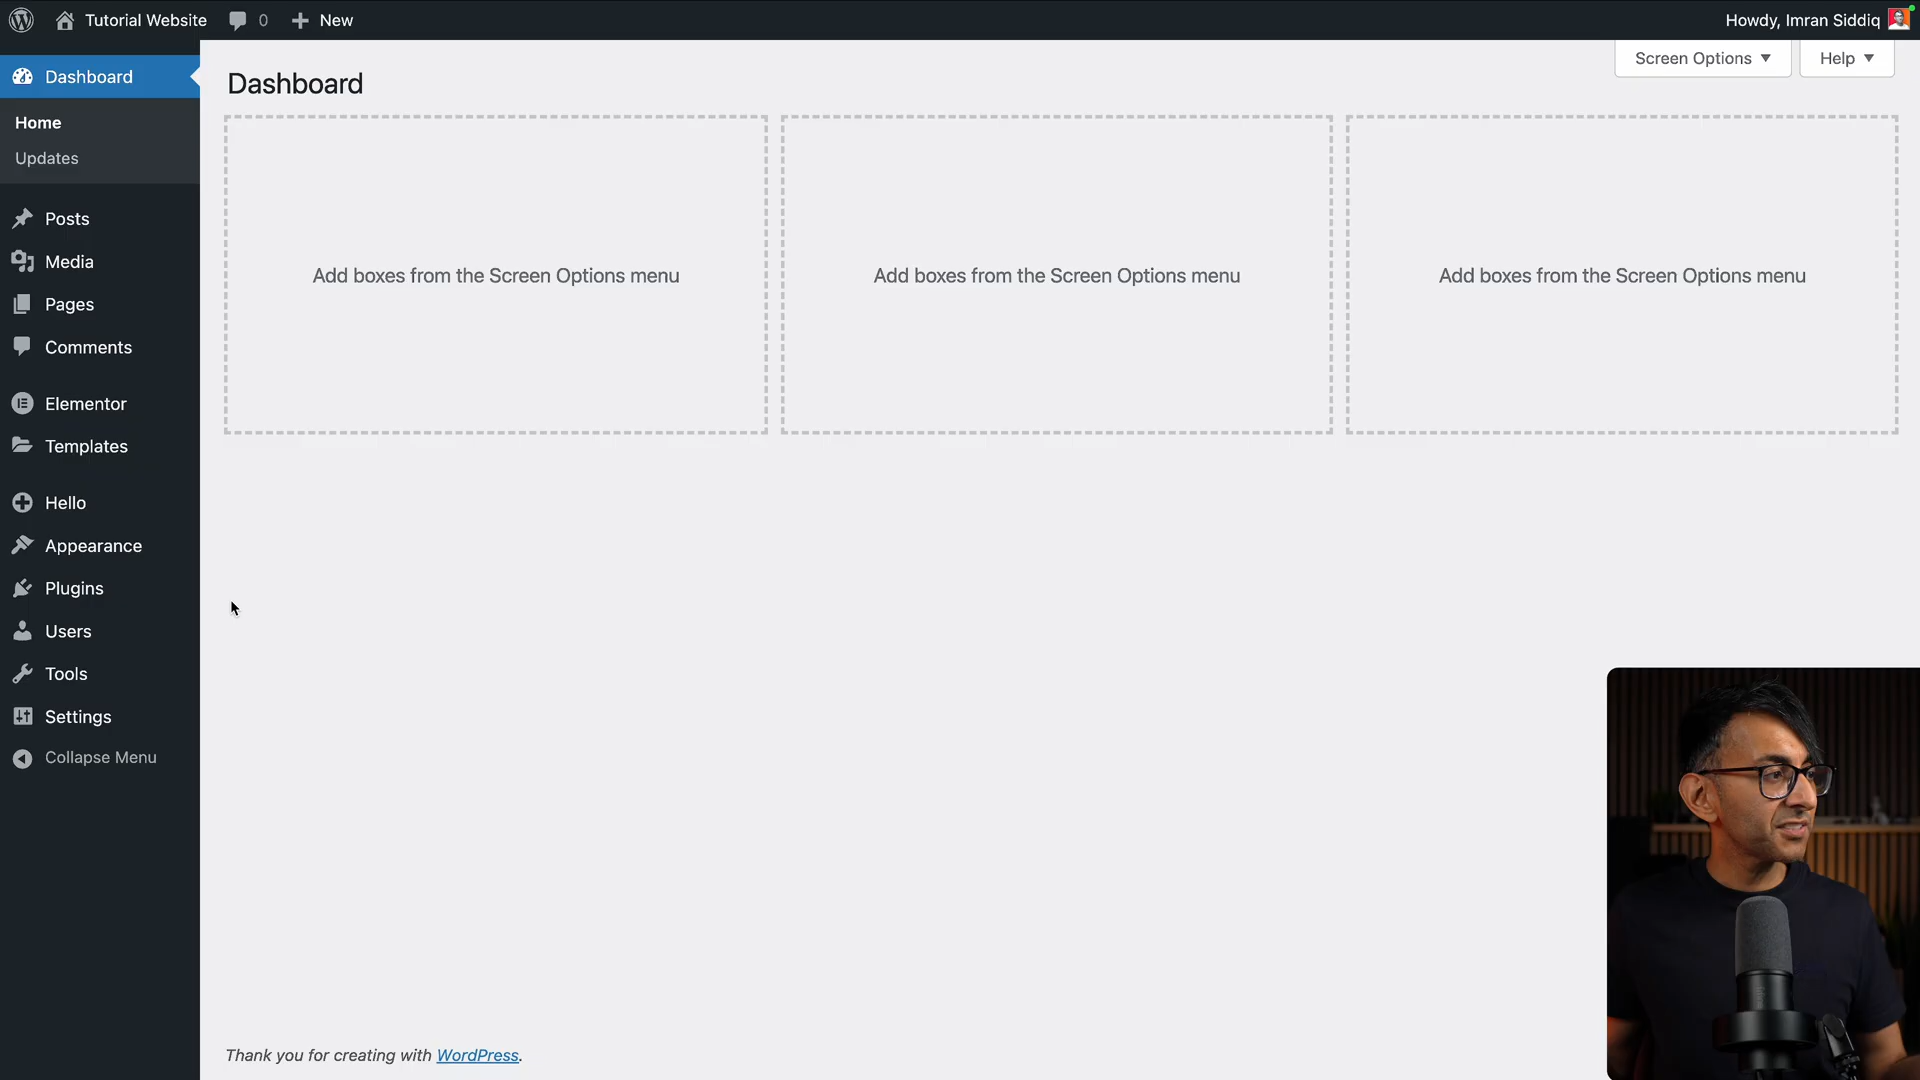 Tutorial Website
0
New
Howdy, Imran Siddiq
Screen Options
Help
Dashboard
Home
Updates
Posts
Media
Pages
Comments
Elementor
Templates
Hello
Appearance
Plugins
Users
Tools
Settings
Collapse Menu
Dashboard
Add boxes from the Screen Options menu
Add boxes from the Screen Options menu
Add boxes from the Screen Options menu
Thank you for creating with WordPress.